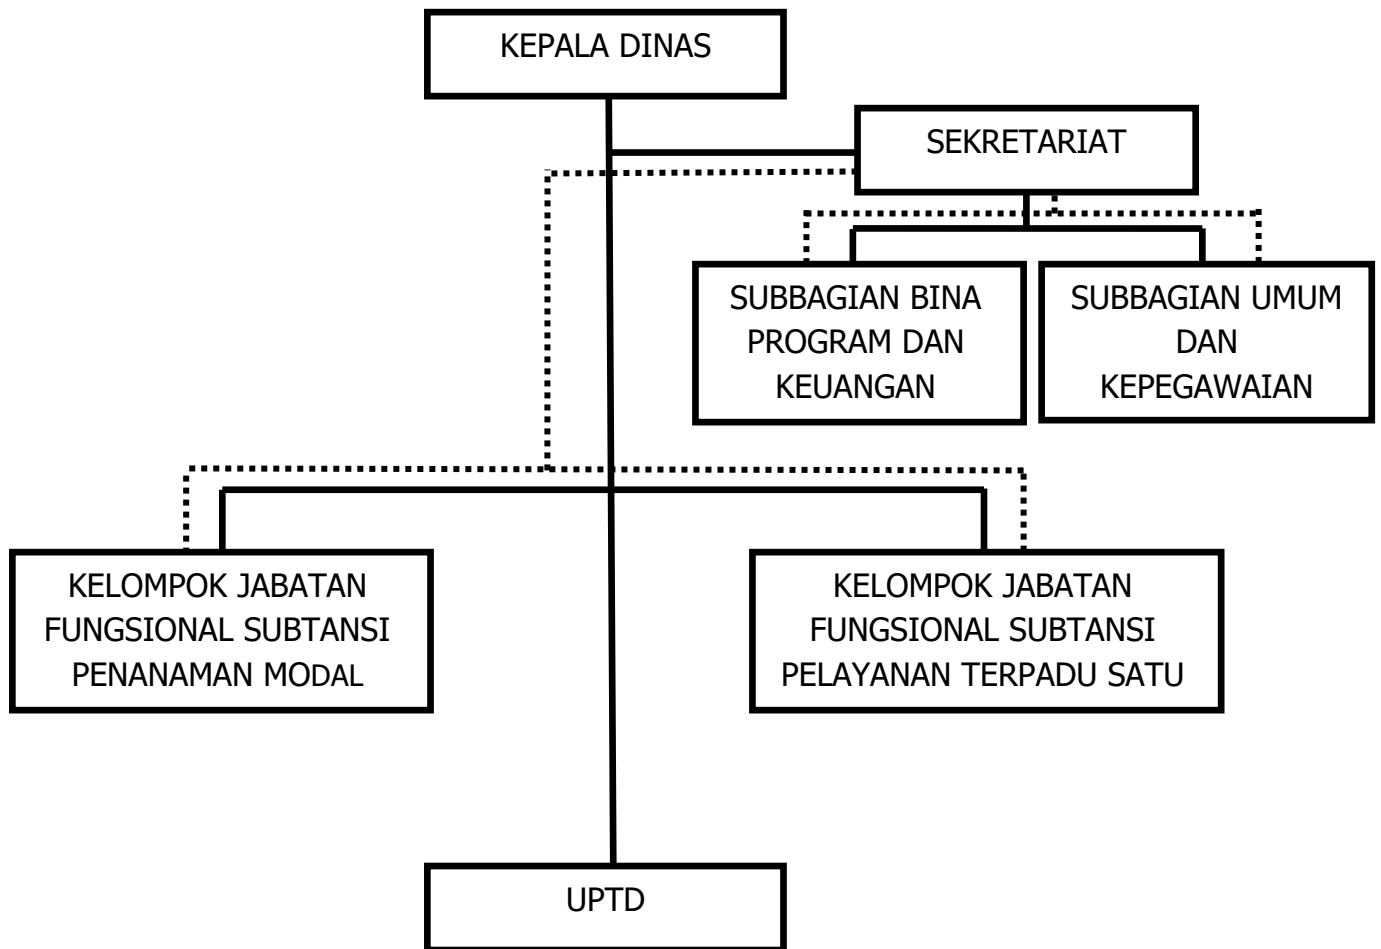 KEPALA DINAS
SEKRETARIAT
SUBBAGIAN BINA
PROGRAM DAN
KEUANGAN
SUBBAGIAN UMUM
DAN
KEPEGAWAIAN
KELOMPOK JABATAN
FUNGSIONAL SUBTANSI
PENANAMAN MODAL
KELOMPOK JABATAN
FUNGSIONAL SUBTANSI
PELAYANAN TERPADU SATU
UPTD